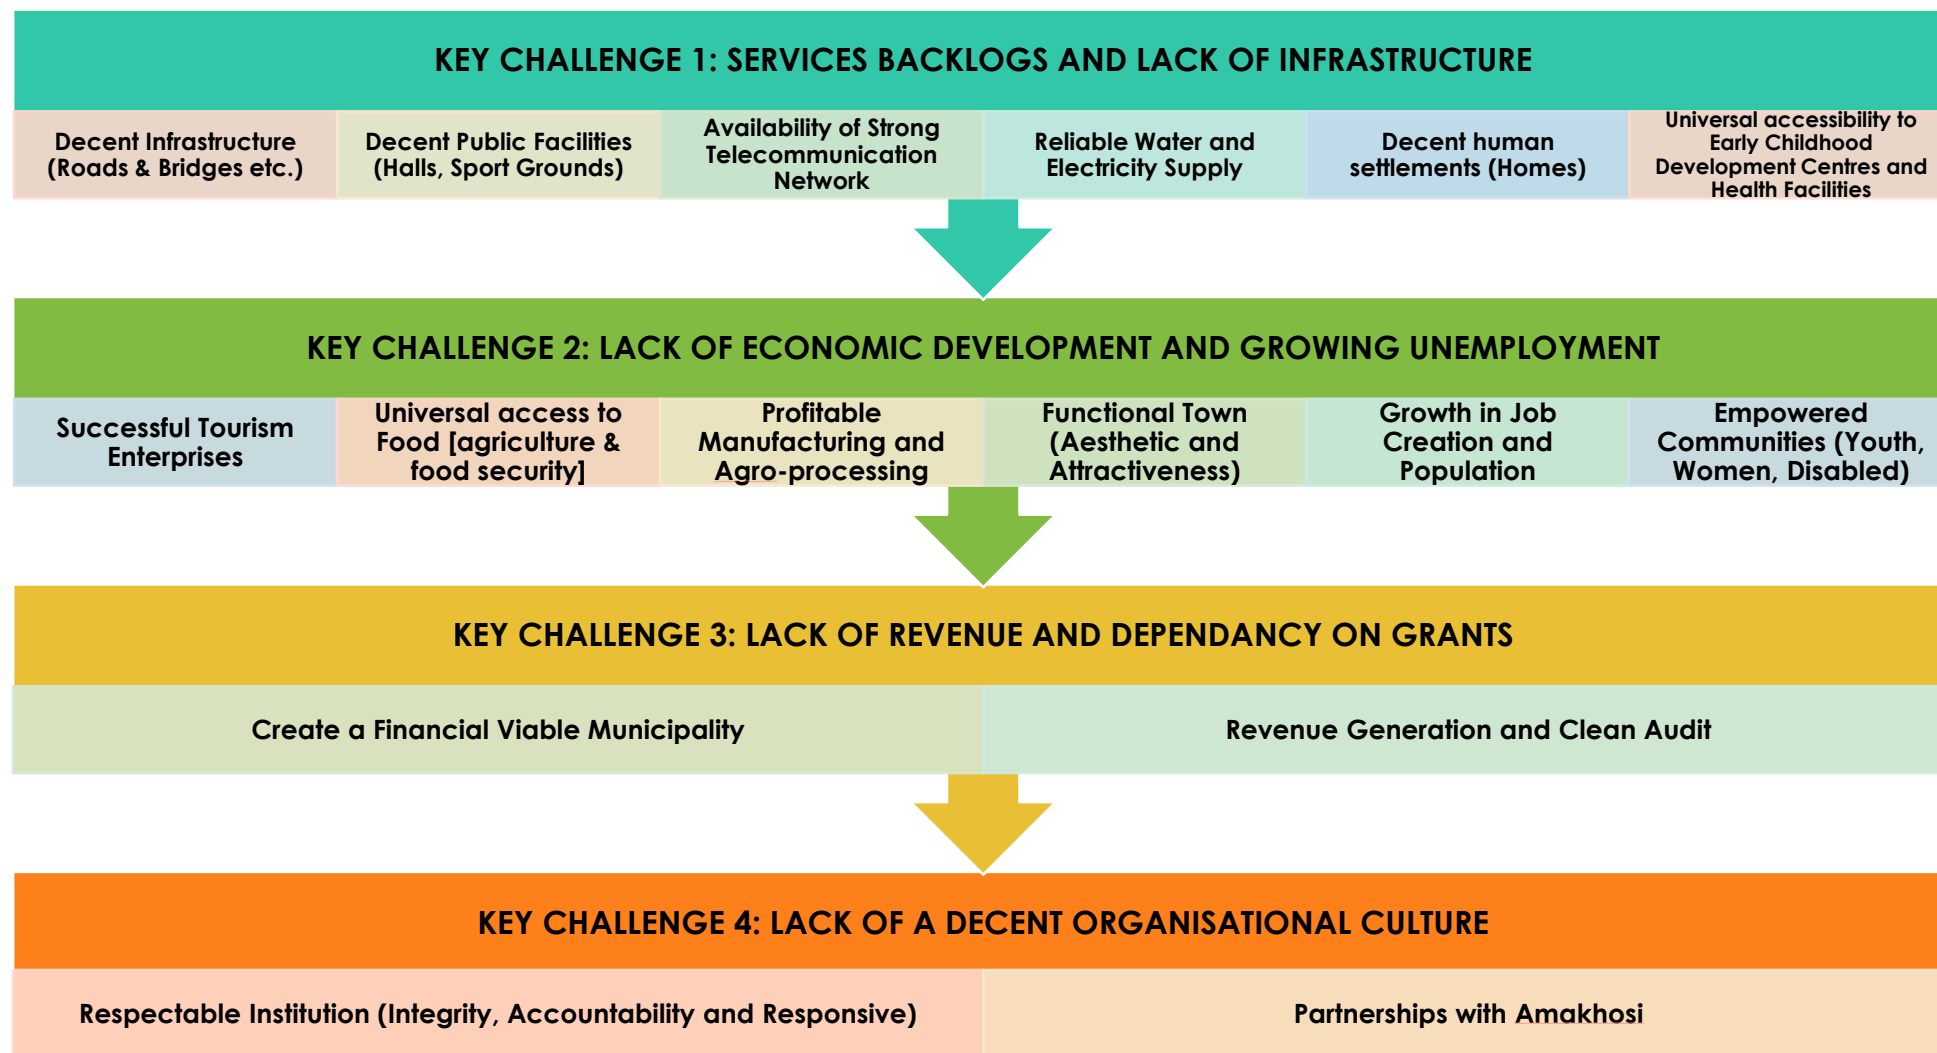 KEY CHALLENGE 1: SERVICES BACKLOGS AND LACK OF INFRASTRUCTURE
Decent Infrastructure
(Roads & Bridges etc.)
Decent Public Facilities
(Halls, Sport Grounds)
Availability of Strong
Telecommunication
Network
Reliable Water and
Electricity Supply
Decent human
settlements (Homes)
Universal accessibility to
Early Childhood
Development Centres and
Health Facilities
KEY CHALLENGE 2: LACK OF ECONOMIC DEVELOPMENT AND GROWING UNEMPLOYMENT
Successful Tourism
Enterprises
Universal access to
Food [agriculture &
food security]
Profitable
Manufacturing and
Agro-processing
Functional Town
(Aesthetic and
Attractiveness)
Growth in Job
Creation and
Population
Empowered
Communities (Youth,
Women, Disabled)
KEY CHALLENGE 3: LACK OF REVENUE AND DEPENDANCY ON GRANTS
Create a Financial Viable Municipality
Revenue Generation and Clean Audit
KEY CHALLENGE 4: LACK OF A DECENT ORGANISATIONAL CULTURE
Respectable Institution (Integrity, Accountability and Responsive)
Partnerships with Amakhosi